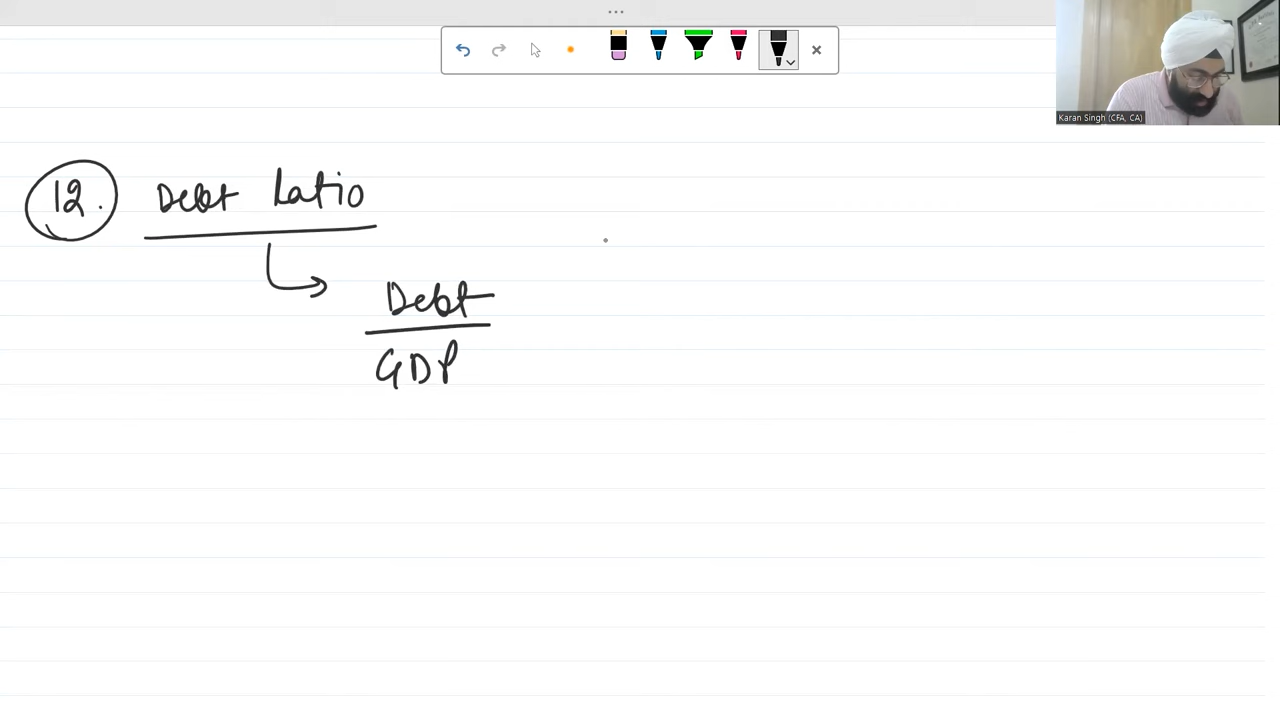 Karan Singh (CFA, CA)
12. Debt Ratio
Debt
GDP